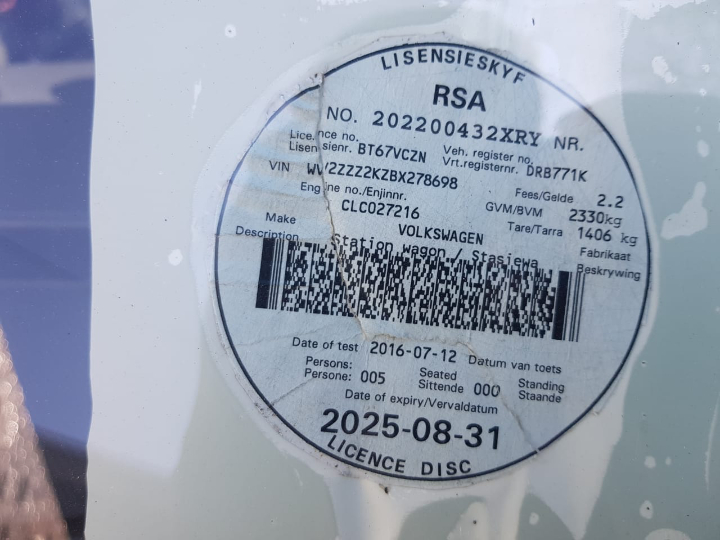 LISENSIESKYF
RSA
NO. 202200432XRY NR.
Licence no. Veh. register no.
Lisensienr. BT67VCZN Vrt.registernr. DRB771K
VIN WV2ZZZ2KZBX278698 Fees/Gelde 2.2
Engine no./Enjinnr. GVM/BVM 2330kg
CLC027216 Tare/Tarra 1406 kg
Make VOLKSWAGEN Fabrikaat
Description Station wagon / Stasiewa Beskrywing
Date of test 2016-07-12 Datum van toets
Persons: Seated Standing
Persone: 005 Sittende 000 Staande
Date of expiry/Vervaldatum
2025-08-31
LICENCE DISC